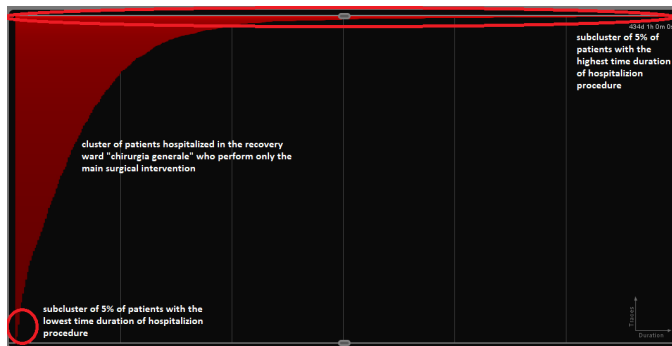 434d 1h 0m 0s
subcluster of 5% of
patients with the
highest time duration
of hospitalizion
procedure
cluster of patients hospitalized in the recovery
ward "chirurgia generale" who perform only the
main surgical intervention
subcluster of 5% of patients with the
lowest time duration of hospitalizion
procedure
Traces
Duration